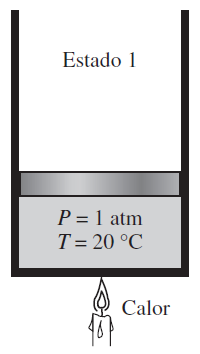 Estado 1
P = 1 atm
T = 20 °C
Calor